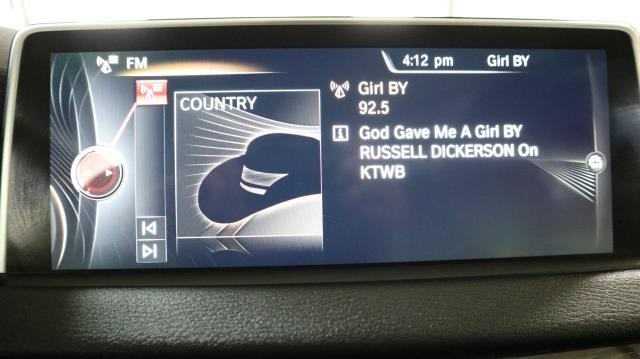 FM
4:12 pm
Girl BY
COUNTRY
Girl BY
92.5
God Gave Me A Girl BY
RUSSELL DICKERSON On
KTWB